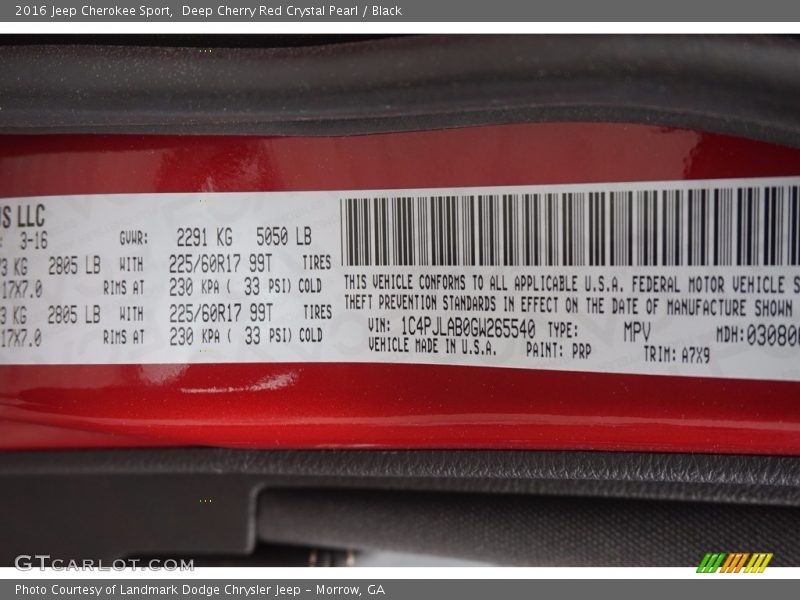 2016 Jeep Cherokee Sport, Deep Cherry Red Crystal Pearl / Black
US LLC
3-16 GVWR: 2291 KG 5050 LB
3 KG 2805 LB WITH 225/60R17 99T TIRES
17X7.0 RIMS AT 230 KPA ( 33 PSI) COLD
3 KG 2805 LB WITH 225/60R17 99T TIRES
17X7.0 RIMS AT 230 KPA ( 33 PSI) COLD
THIS VEHICLE CONFORMS TO ALL APPLICABLE U.S.A. FEDERAL MOTOR VEHICLE S
THEFT PREVENTION STANDARDS IN EFFECT ON THE DATE OF MANUFACTURE SHOWN
VIN: 1C4PJLAB0GW265540 TYPE: MPV MDH:03080
VEHICLE MADE IN U.S.A. PAINT: PRP TRIM: A7X9
GTCARLOT.COM
Photo Courtesy of Landmark Dodge Chrysler Jeep – Morrow, GA